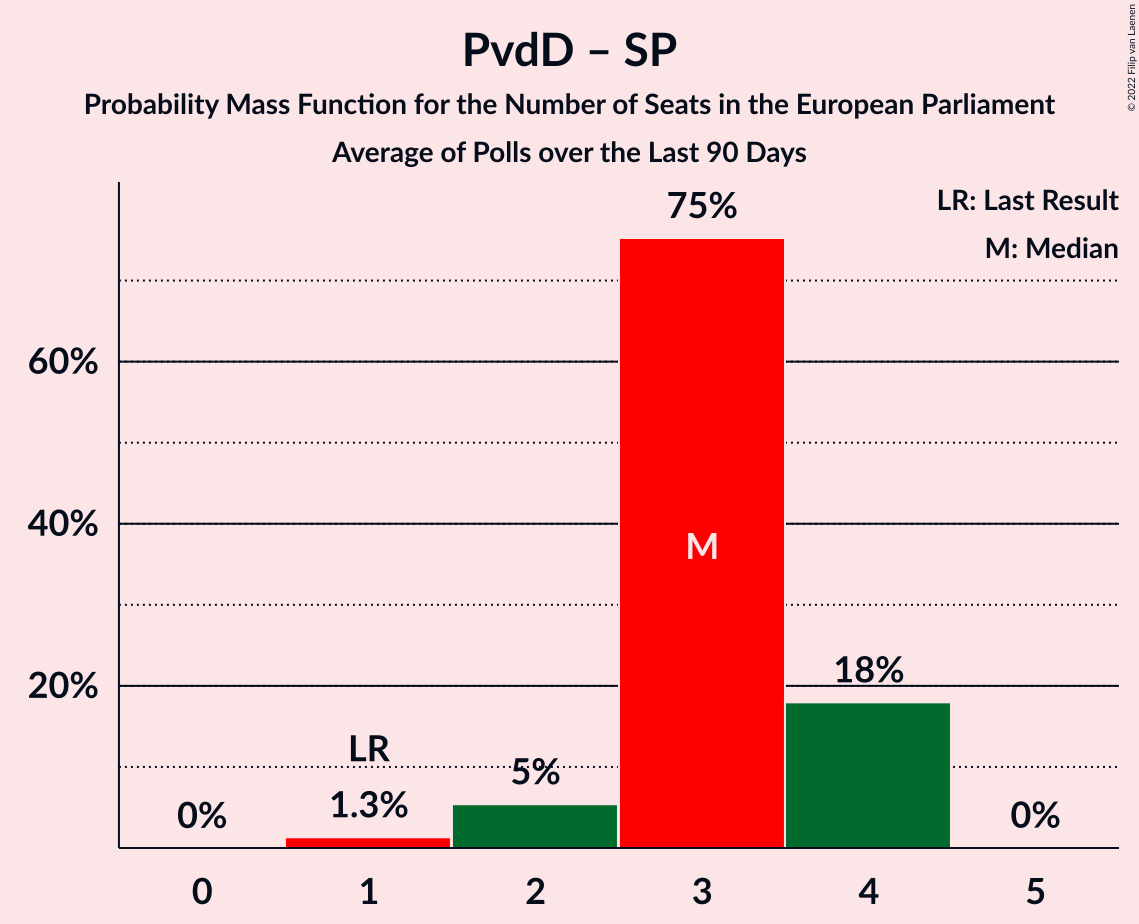 PvdD – SP
Probability Mass Function for the Number of Seats in the European Parliament
Average of Polls over the Last 90 Days
© 2022 Filip van Laenen
LR: Last Result
M: Median
75%
60%
40%
M
20%
18%
LR
5%
1.3%
0%
0%
0 1 2 3 4 5